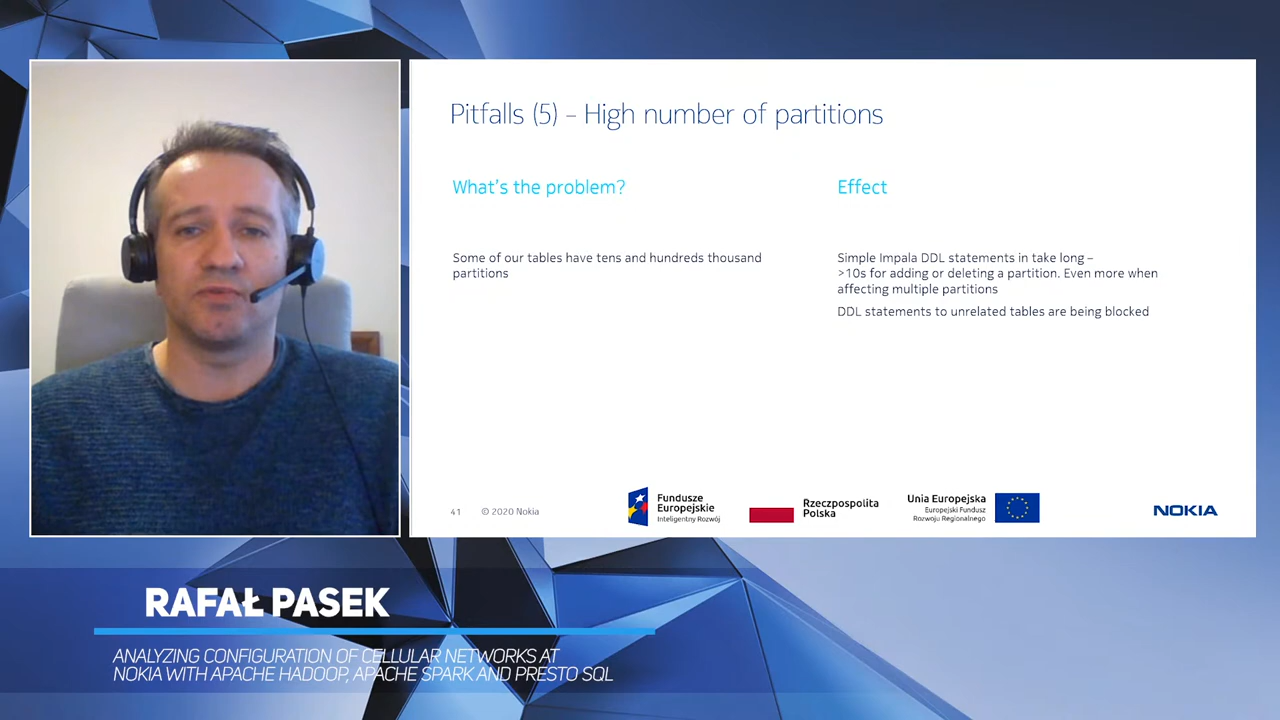 Pitfalls (5) – High number of partitions
What's the problem?
Effect
Some of our tables have tens and hundreds thousand
partitions
Simple Impala DDL statements in take long –
>10s for adding or deleting a partition. Even more when
affecting multiple partitions
DDL statements to unrelated tables are being blocked
41
© 2020 Nokia
Fundusze
Europejskie
Inteligentny Rozwój
Rzeczpospolita
Polska
Unia Europejska
Europejski Fundusz
Rozwoju Regionalnego
NOKIA
RAFAŁ PASEK
ANALYZING CONFIGURATION OF CELLULAR NETWORKS AT
NOKIA WITH APACHE HADOOP, APACHE SPARK AND PRESTO SQL